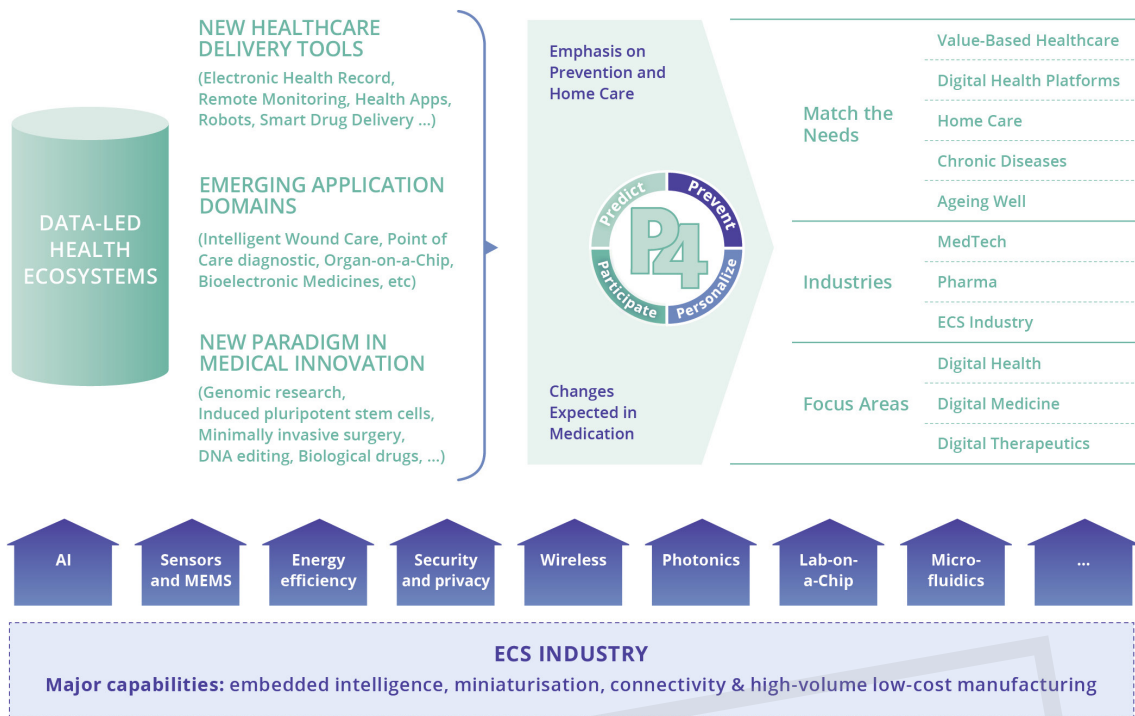 NEW HEALTHCARE
DELIVERY TOOLS
(Electronic Health Record,
Remote Monitoring, Health Apps,
Robots, Smart Drug Delivery ...)
DATA-LED
HEALTH
ECOSYSTEMS
EMERGING APPLICATION
DOMAINS
(Intelligent Wound Care, Point of
Care diagnostic, Organ-on-a-Chip,
Bioelectronic Medicines, etc)
NEW PARADIGM IN
MEDICAL INNOVATION
(Genomic research,
Induced pluripotent stem cells,
Minimally invasive surgery,
DNA editing, Biological drugs, ...)
Emphasis on
Prevention and
Home Care
Predict
Prevent
P4
Participate
Personalize
Changes
Expected in
Medication
Match the
Needs
Value-Based Healthcare
Digital Health Platforms
Home Care
Chronic Diseases
Ageing Well
Industries
MedTech
Pharma
ECS Industry
Focus Areas
Digital Health
Digital Medicine
Digital Therapeutics
AI
Sensors
and MEMS
Energy
efficiency
Security
and privacy
Wireless
Photonics
Lab-on-
a-Chip
Micro-
fluidics
...
ECS INDUSTRY
Major capabilities: embedded intelligence, miniaturisation, connectivity & high-volume low-cost manufacturing